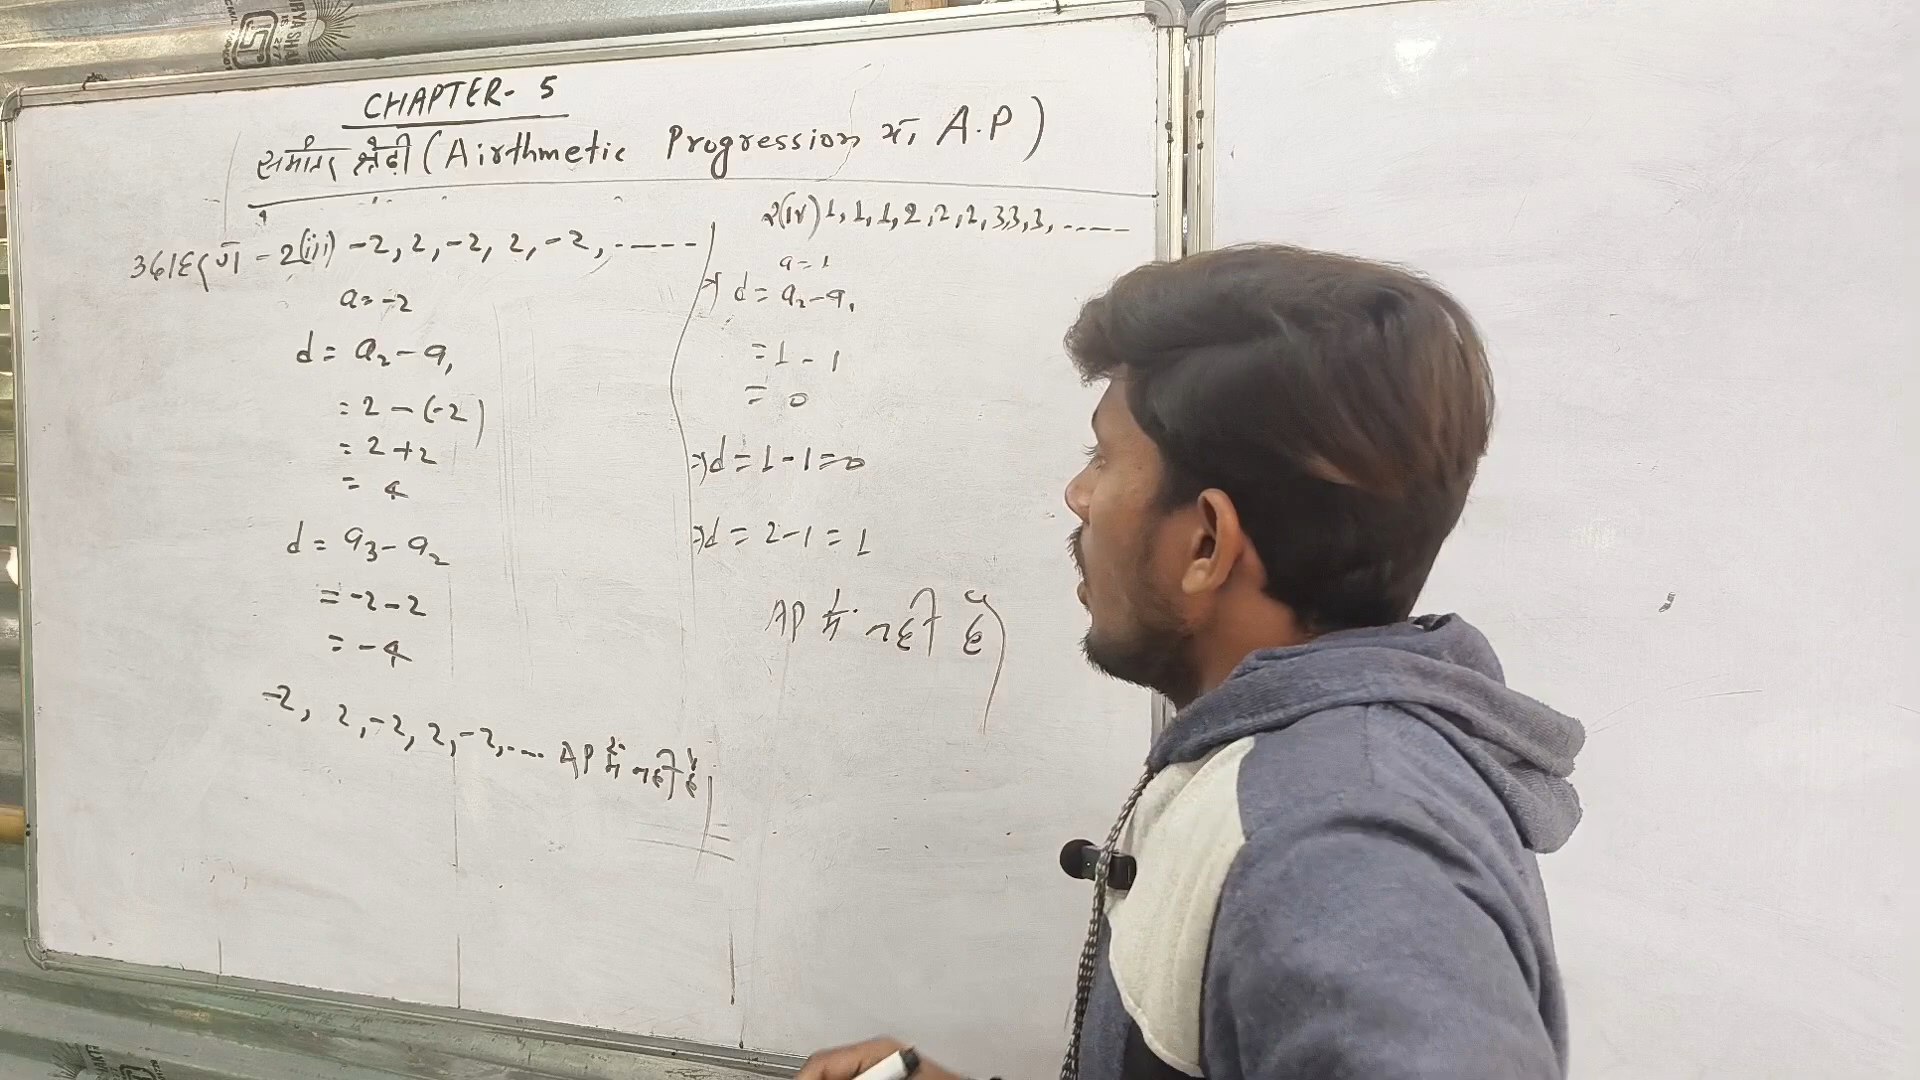 CHAPTER- 5
समांतर श्रेढ़ी (Airthmetic Progression या A.P)
उदाहरण - 2(iii) -2, 2, -2, 2, -2, -----
a = -2
d = a₂ - a₁
= 2 - (-2)
= 2 + 2
= 4
d = a₃ - a₂
= -2 - 2
= -4
-2, 2, -2, 2, -2, .... AP में नहीं है।
2(iv) 1, 1, 1, 2, 2, 2, 3, 3, 3, -----
a = 1
⇒ d = a₂ - a₁
= 1 - 1
= 0
⇒ d = 1 - 1 = 0
⇒ d = 2 - 1 = 1
AP में नहीं है